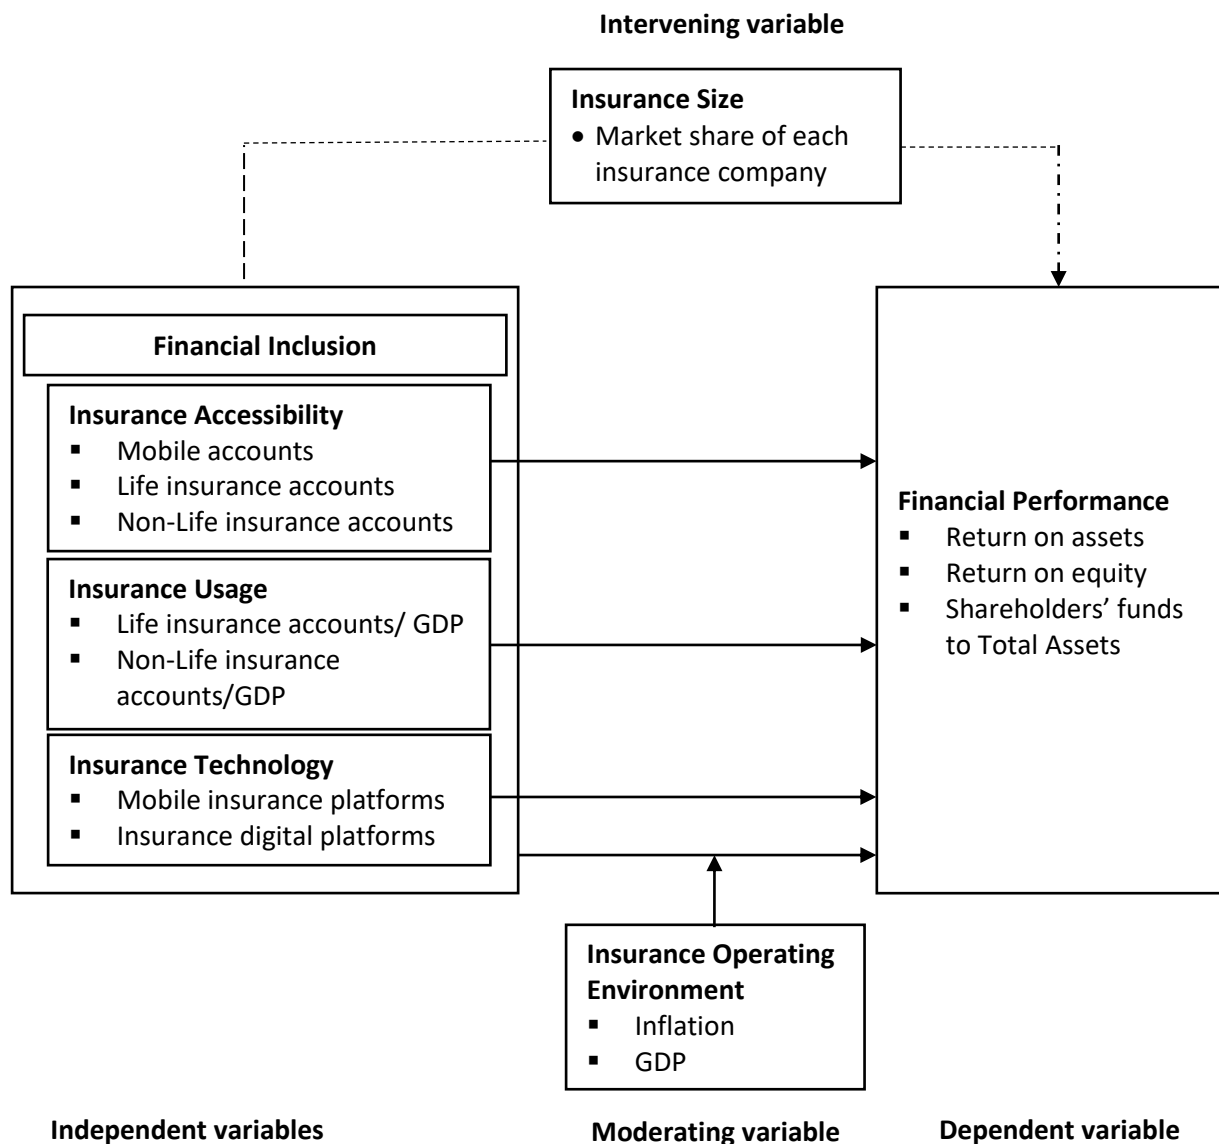 Intervening variable
Insurance Size
• Market share of each
insurance company
Financial Inclusion
Insurance Accessibility
▪ Mobile accounts
▪ Life insurance accounts
▪ Non-Life insurance accounts
Insurance Usage
▪ Life insurance accounts/ GDP
▪ Non-Life insurance
accounts/GDP
Insurance Technology
▪ Mobile insurance platforms
▪ Insurance digital platforms
Financial Performance
▪ Return on assets
▪ Return on equity
▪ Shareholders’ funds
to Total Assets
Insurance Operating
Environment
▪ Inflation
▪ GDP
Independent variables
Moderating variable
Dependent variable